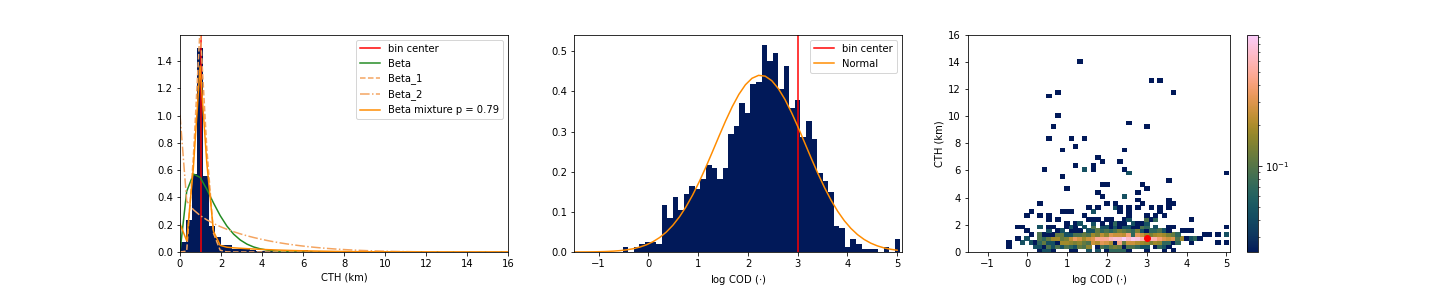 1.4
1.2
1.0
0.8
0.6
0.4
0.2
0.0
0 2 4 6 8 10 12 14 16
CTH (km)
bin center
Beta
Beta_1
Beta_2
Beta mixture p = 0.79
0.5
0.4
0.3
0.2
0.1
0.0
−1 0 1 2 3 4 5
log COD (·)
bin center
Normal
CTH (km)
16
14
12
10
8
6
4
2
0
−1 0 1 2 3 4 5
log COD (·)
10⁻¹